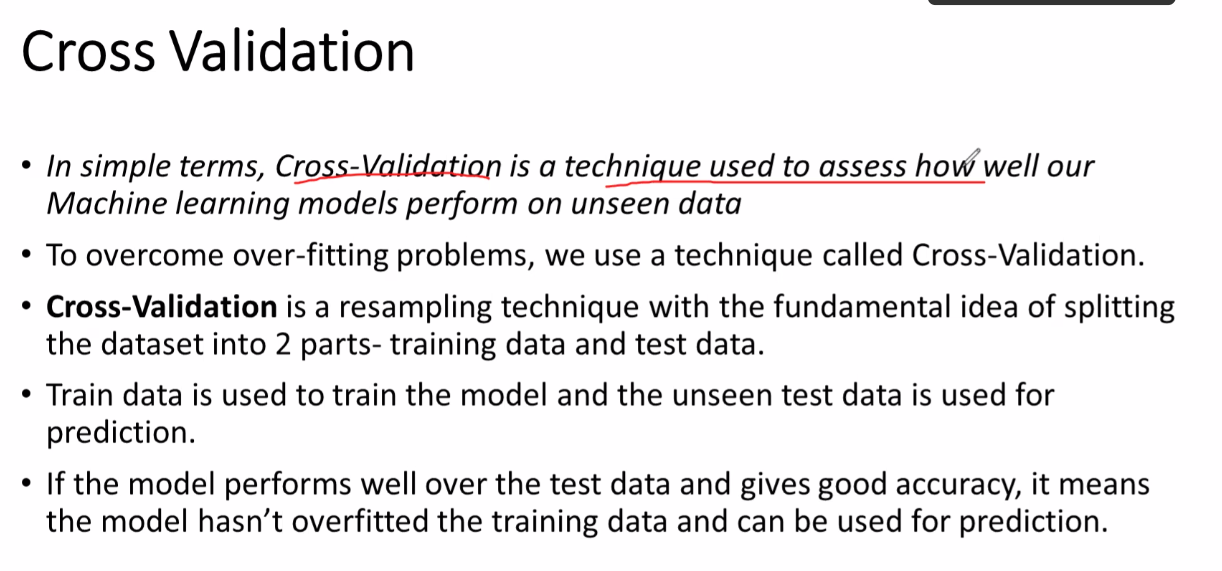 Cross Validation
• In simple terms, Cross-Validation is a technique used to assess how well our
Machine learning models perform on unseen data
• To overcome over-fitting problems, we use a technique called Cross-Validation.
• Cross-Validation is a resampling technique with the fundamental idea of splitting
the dataset into 2 parts- training data and test data.
• Train data is used to train the model and the unseen test data is used for
prediction.
• If the model performs well over the test data and gives good accuracy, it means
the model hasn’t overfitted the training data and can be used for prediction.